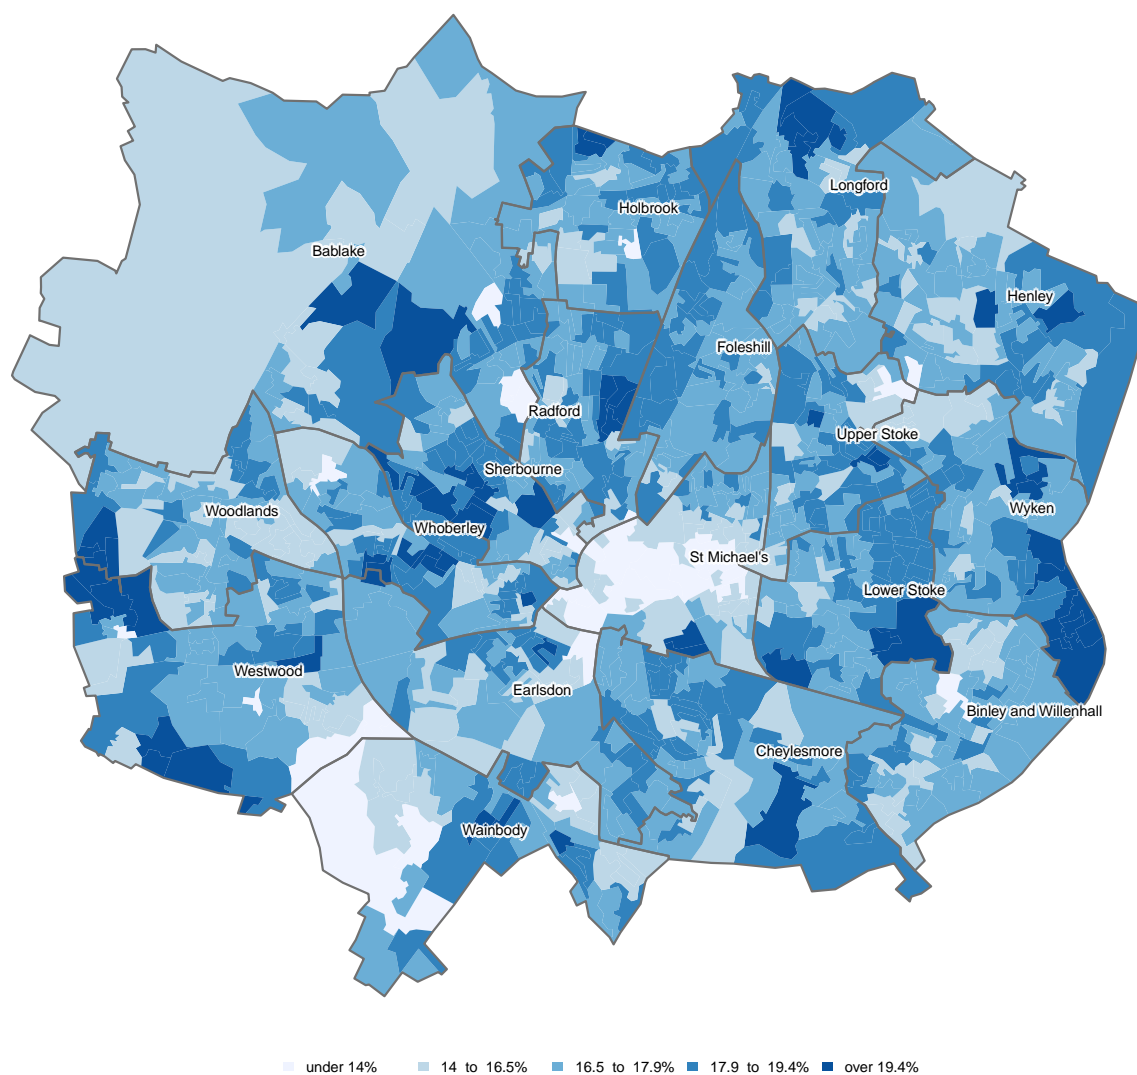 Longford
Holbrook
Bablake
Henley
Foleshill
Radford
Upper Stoke
Sherbourne
Woodlands
Wyken
Whoberley
St Michael's
Lower Stoke
Westwood
Earlsdon
Binley and Willenhall
Cheylesmore
Wainbody
under 14% 14 to 16.5% 16.5 to 17.9% 17.9 to 19.4% over 19.4%